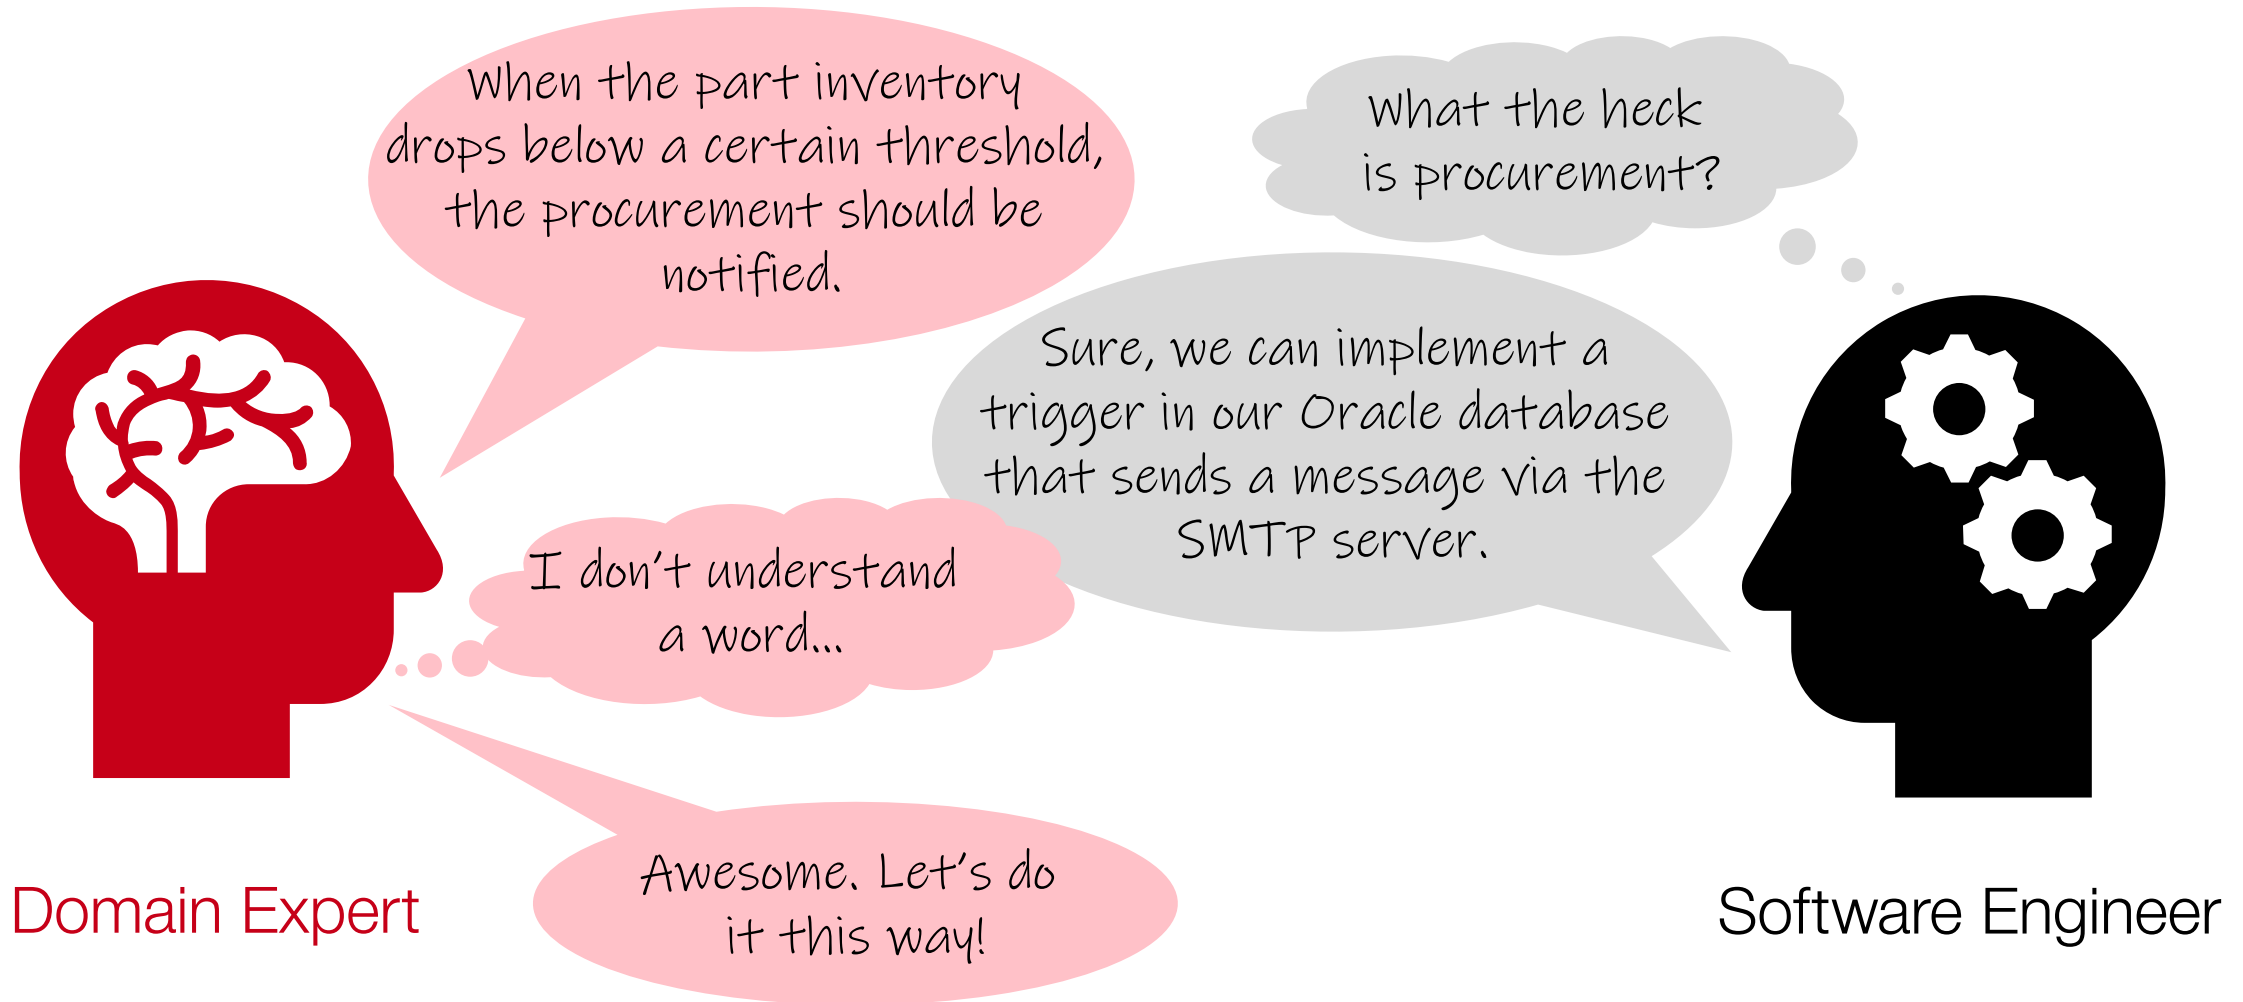 When the part inventory
drops below a certain threshold,
the procurement should be
notified.
What the heck
is procurement?
Sure, we can implement a
trigger in our Oracle database
that sends a message via the
SMTP server.
I don't understand
a word...
Awesome. Let's do
it this way!
Domain Expert
Software Engineer